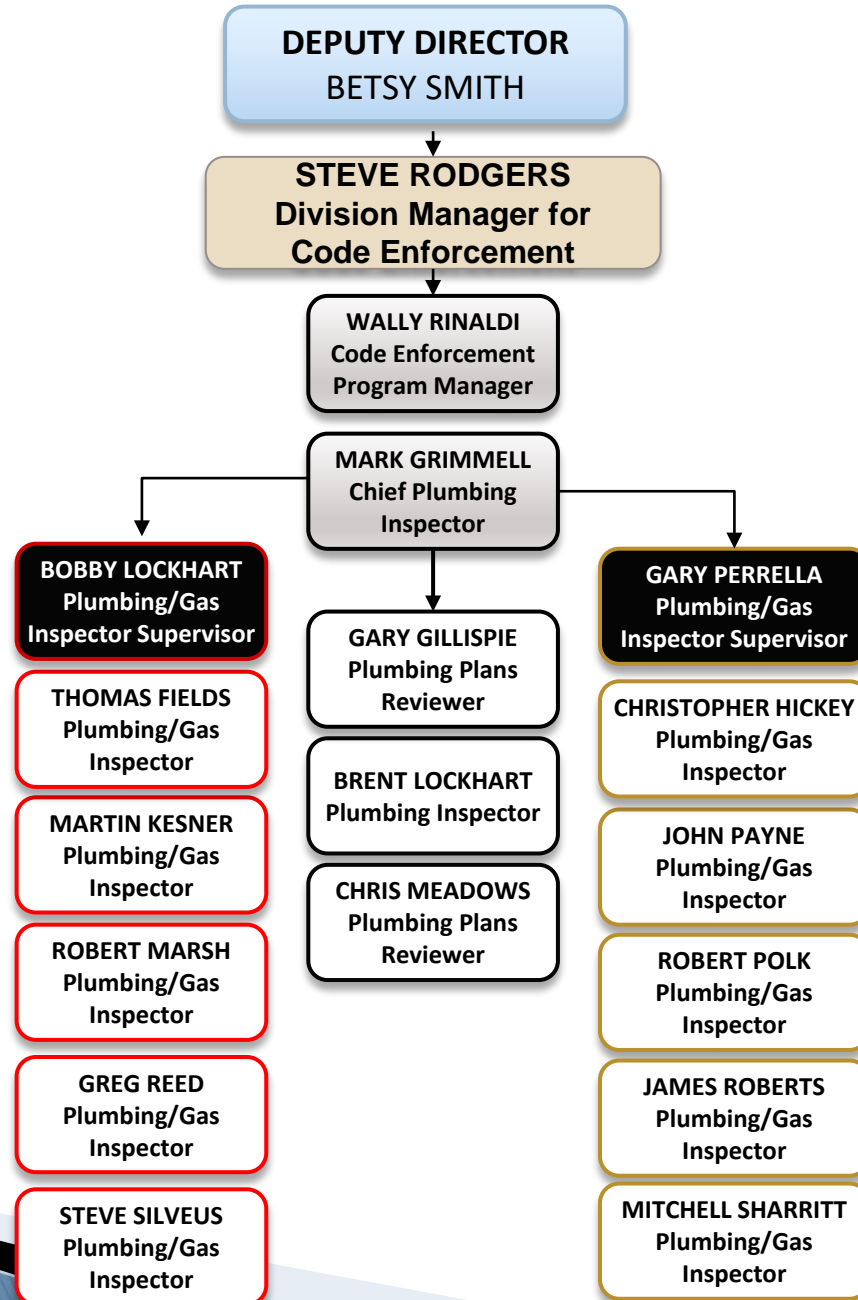 DEPUTY DIRECTOR
BETSY SMITH
STEVE RODGERS
Division Manager for
Code Enforcement
WALLY RINALDI
Code Enforcement
Program Manager
MARK GRIMMELL
Chief Plumbing
Inspector
BOBBY LOCKHART
Plumbing/Gas
Inspector Supervisor
THOMAS FIELDS
Plumbing/Gas
Inspector
MARTIN KESNER
Plumbing/Gas
Inspector
ROBERT MARSH
Plumbing/Gas
Inspector
GREG REED
Plumbing/Gas
Inspector
STEVE SILVEUS
Plumbing/Gas
Inspector
GARY GILLISPIE
Plumbing Plans
Reviewer
BRENT LOCKHART
Plumbing Inspector
CHRIS MEADOWS
Plumbing Plans
Reviewer
GARY PERRELLA
Plumbing/Gas
Inspector Supervisor
CHRISTOPHER HICKEY
Plumbing/Gas
Inspector
JOHN PAYNE
Plumbing/Gas
Inspector
ROBERT POLK
Plumbing/Gas
Inspector
JAMES ROBERTS
Plumbing/Gas
Inspector
MITCHELL SHARRITT
Plumbing/Gas
Inspector